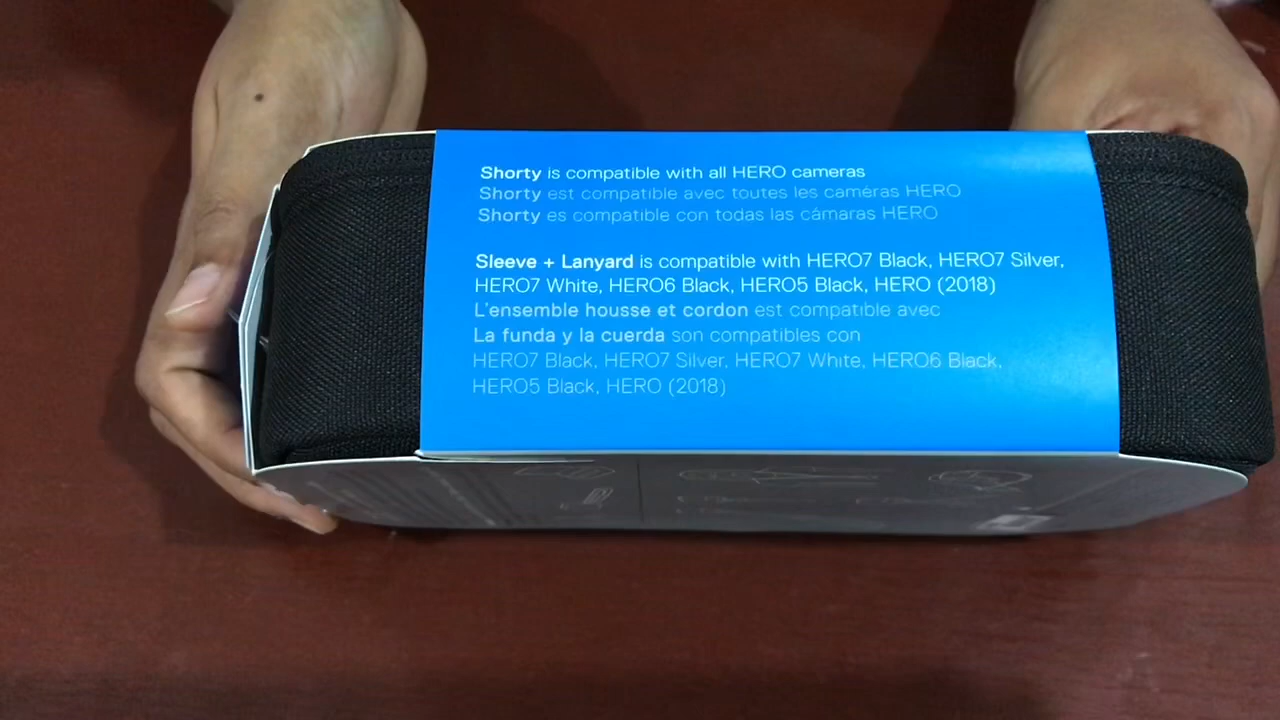 Shorty is compatible with all HERO cameras
Shorty est compatible avec toutes les caméras HERO
Shorty es compatible con todas las cámaras HERO
Sleeve + Lanyard is compatible with HERO7 Black, HERO7 Silver,
HERO7 White, HERO6 Black, HERO5 Black, HERO (2018)
L'ensemble housse et cordon est compatible avec
La funda y la cuerda son compatibles con
HERO7 Black, HERO7 Silver, HERO7 White, HERO6 Black,
HERO5 Black, HERO (2018)